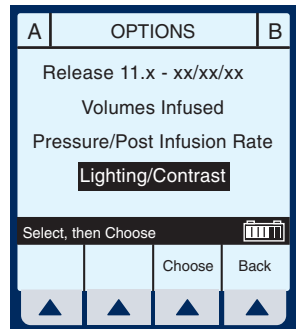 A OPTIONS B
Release 11.x - xx/xx/xx
Volumes Infused
Pressure/Post Infusion Rate
Lighting/Contrast
Select, then Choose
Choose Back